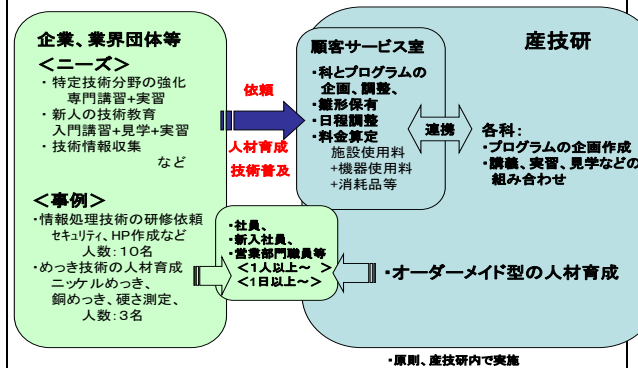 企業、業界団体等
＜ニーズ＞
・特定技術分野の強化
専門講習+実習
・新人の技術教育
入門講習+見学+実習
・技術情報収集
など
＜事例＞
・情報処理技術の研修依頼
セキュリティ、HP作成など
人数：10名
・めっき技術の人材育成
ニッケルめっき、
銅めっき、硬さ測定、
人数：3名
依頼
人材育成
技術普及
・社員、
・新入社員、
・営業部門職員等
＜1人以上～ ＞
＜1日以上～＞
顧客サービス室
・科とプログラムの
企画、調整、
・雛形保有
・日程調整
・料金算定
施設使用料
+機器使用料
+消耗品等
連携
産技研
各科：
・プログラムの企画作成
・講義、実習、見学などの
組み合わせ
・オーダーメイド型の人材育成
・原則、産技研内で実施